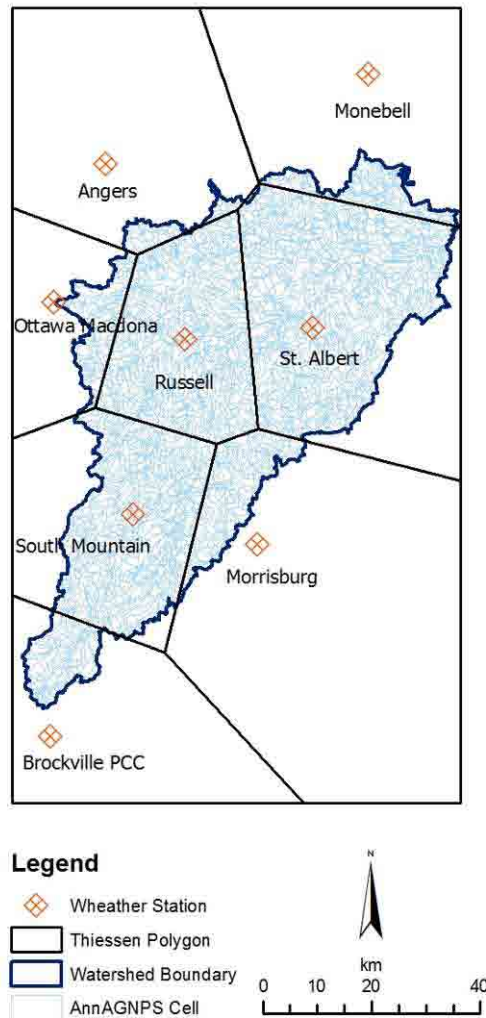 Monebell
Angers
Ottawa Macdona
St. Albert
Russell
South Mountain
Morrisburg
Brockville PCC
Legend
Wheather Station
Thiessen Polygon
Watershed Boundary
AnnAGNPS Cell
N
km
0 10 20 40